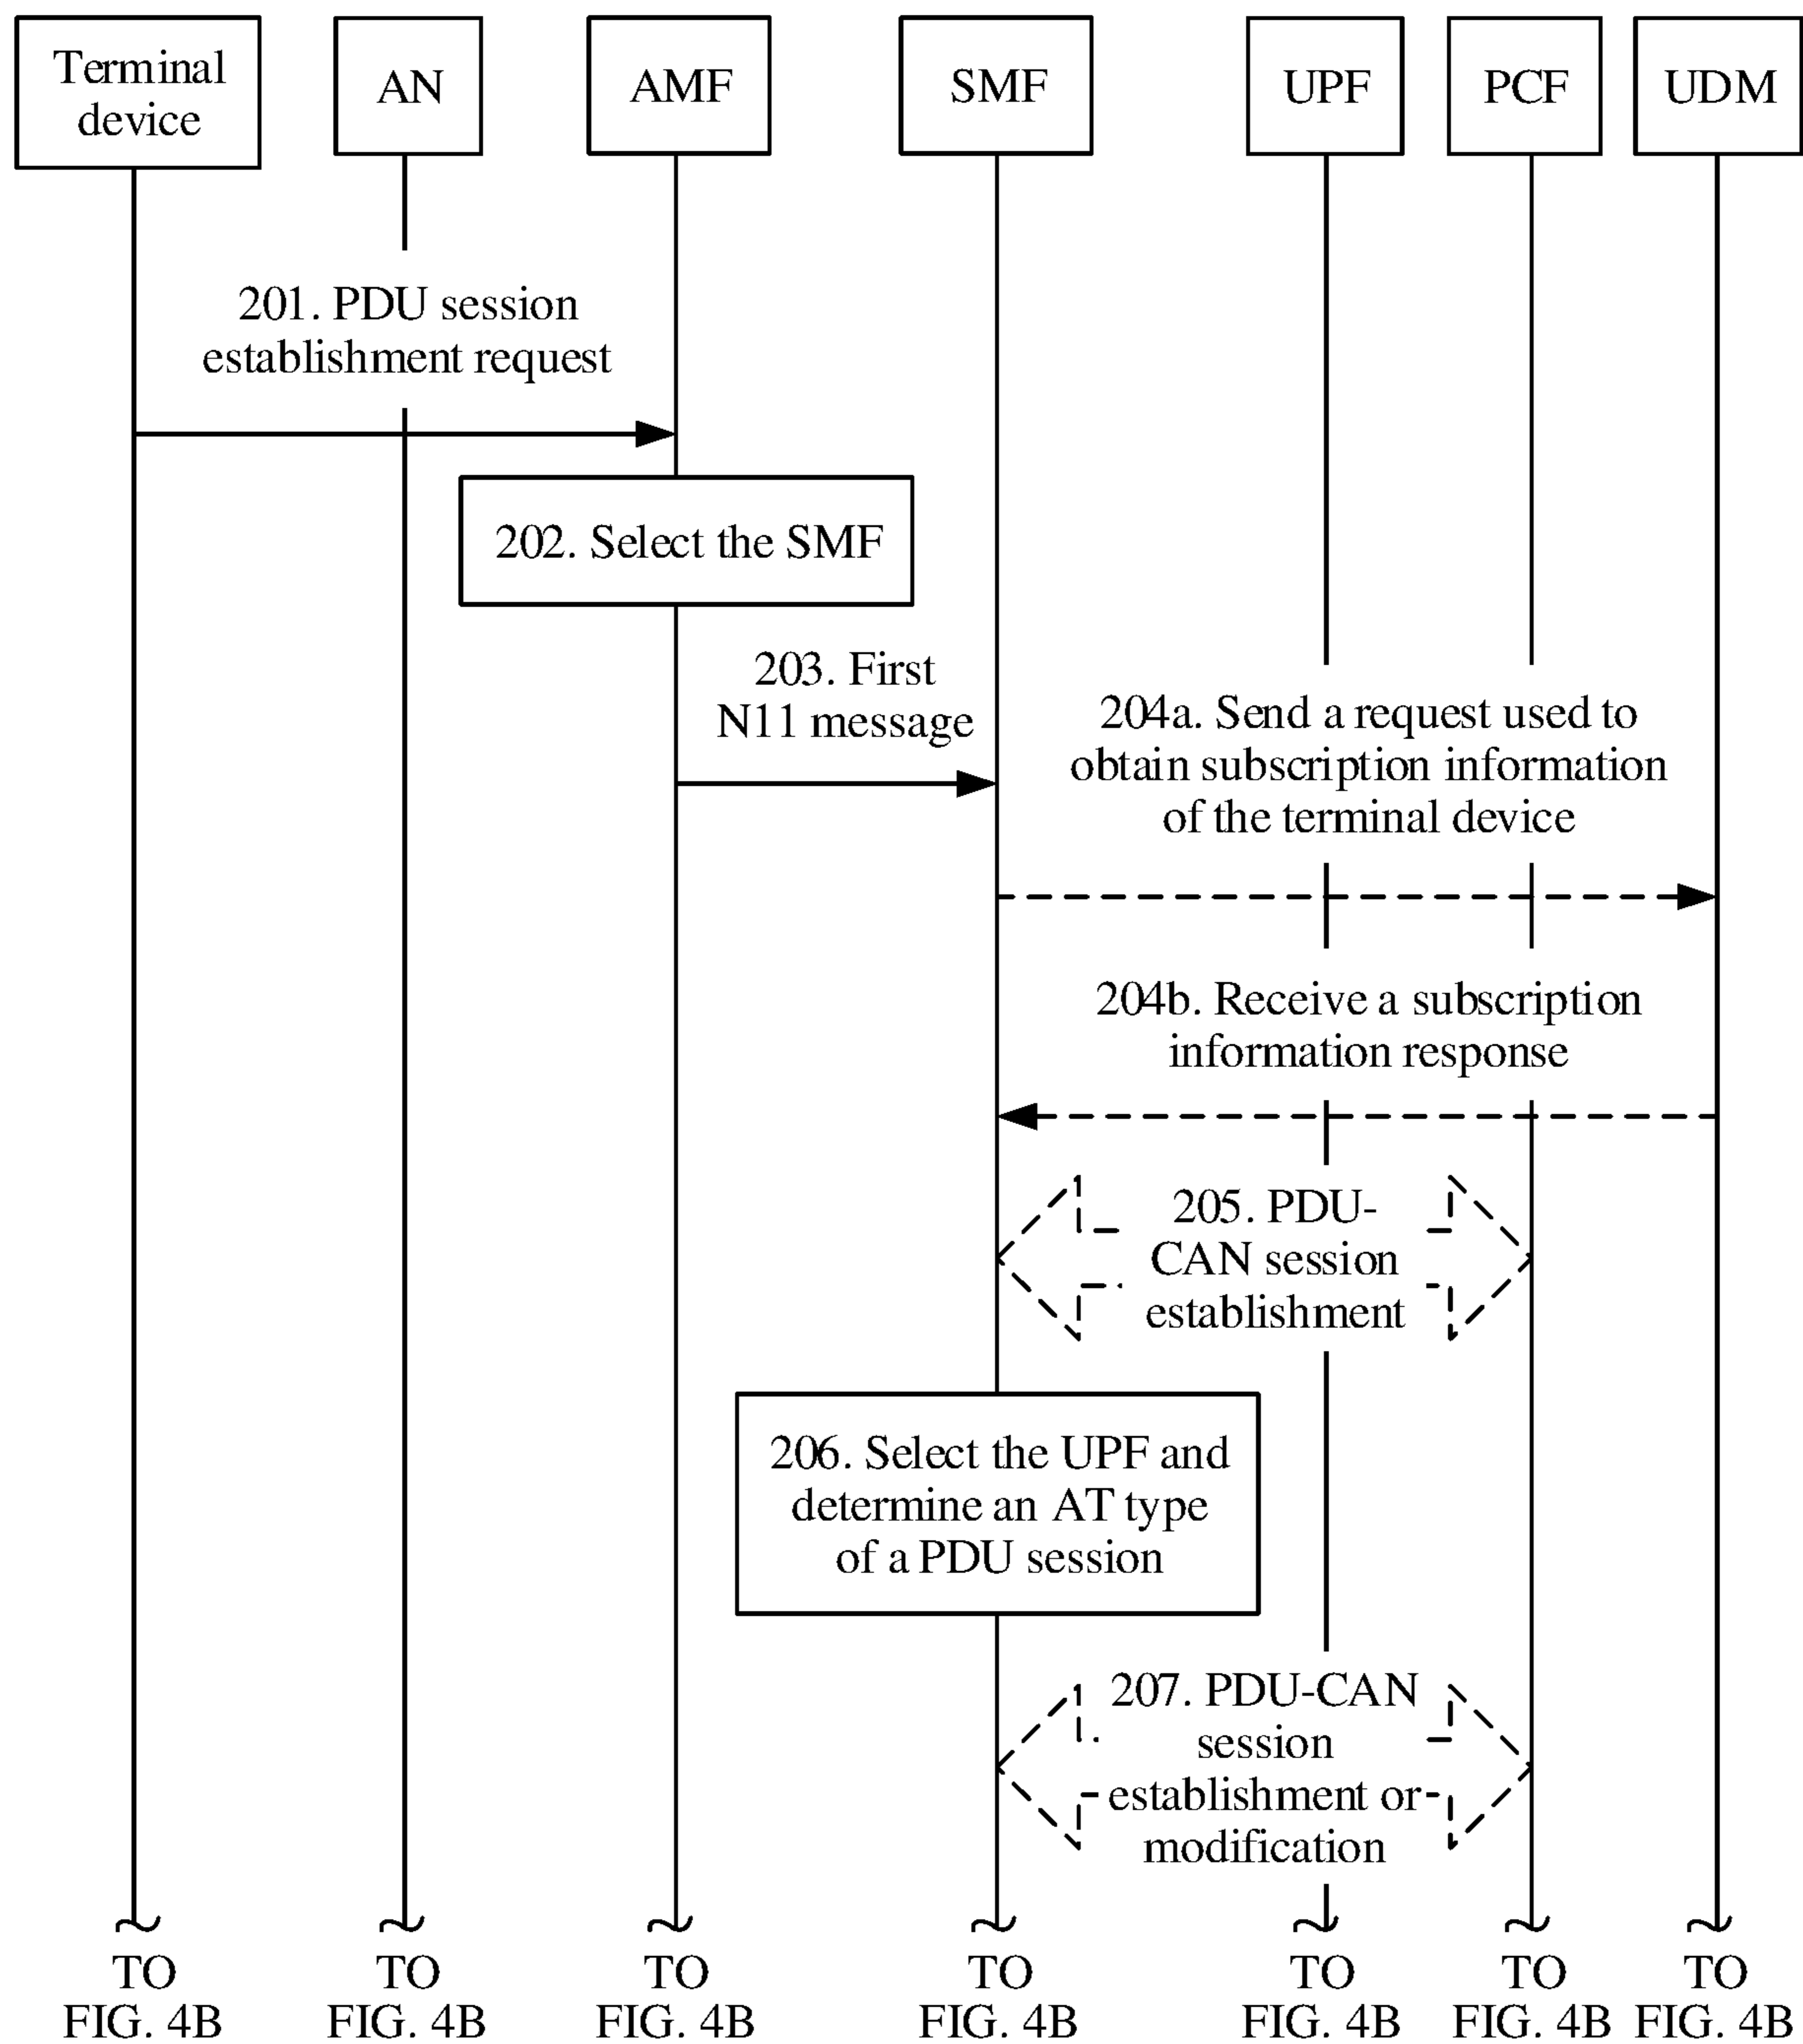 Terminal
device
AN
AMF
SMF
UPF
PCF
UDM
201. PDU session
establishment request
202. Select the SMF
203. First
N11 message
204a. Send a request used to
obtain subscription information
of the terminal device
204b. Receive a subscription
information response
205. PDU-
CAN session
establishment
206. Select the UPF and
determine an AT type
of a PDU session
207. PDU-CAN
session
establishment or
modification
TO
FIG. 4B
TO
FIG. 4B
TO
FIG. 4B
TO
FIG. 4B
TO
FIG. 4B
TO
FIG. 4B
TO
FIG. 4B